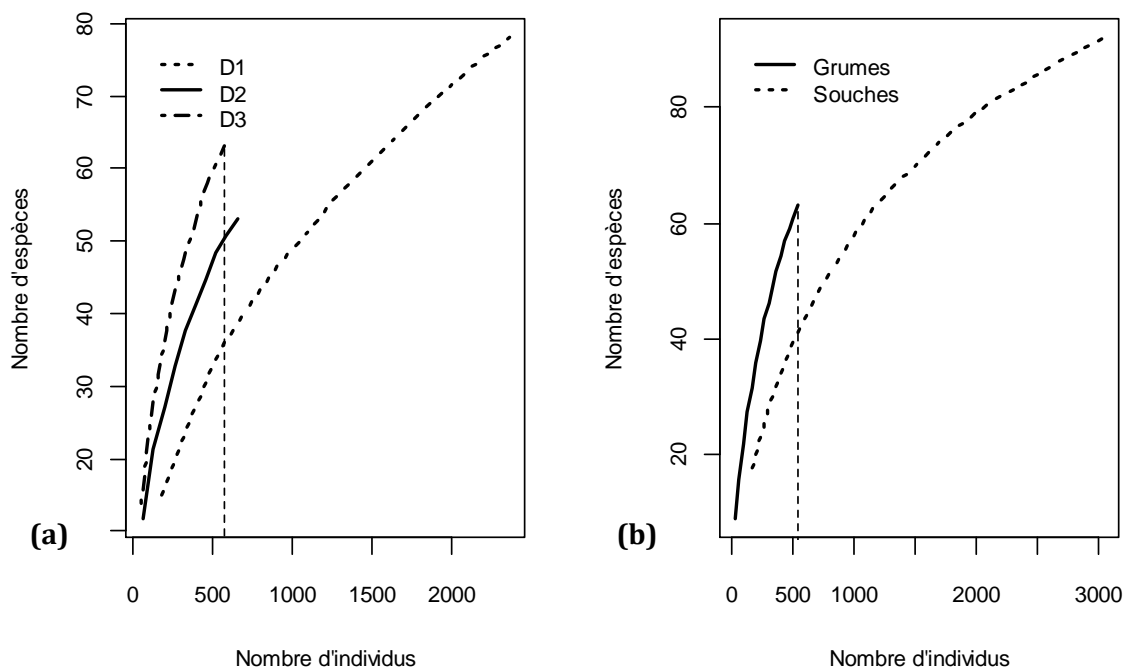 D1
D2
D3
Nombre d'espèces
80
70
60
50
40
30
20
(a)
0 500 1000 2000
Nombre d'individus
Grumes
Souches
Nombre d'espèces
80
60
40
20
(b)
0 500 1000 2000 3000
Nombre d'individus